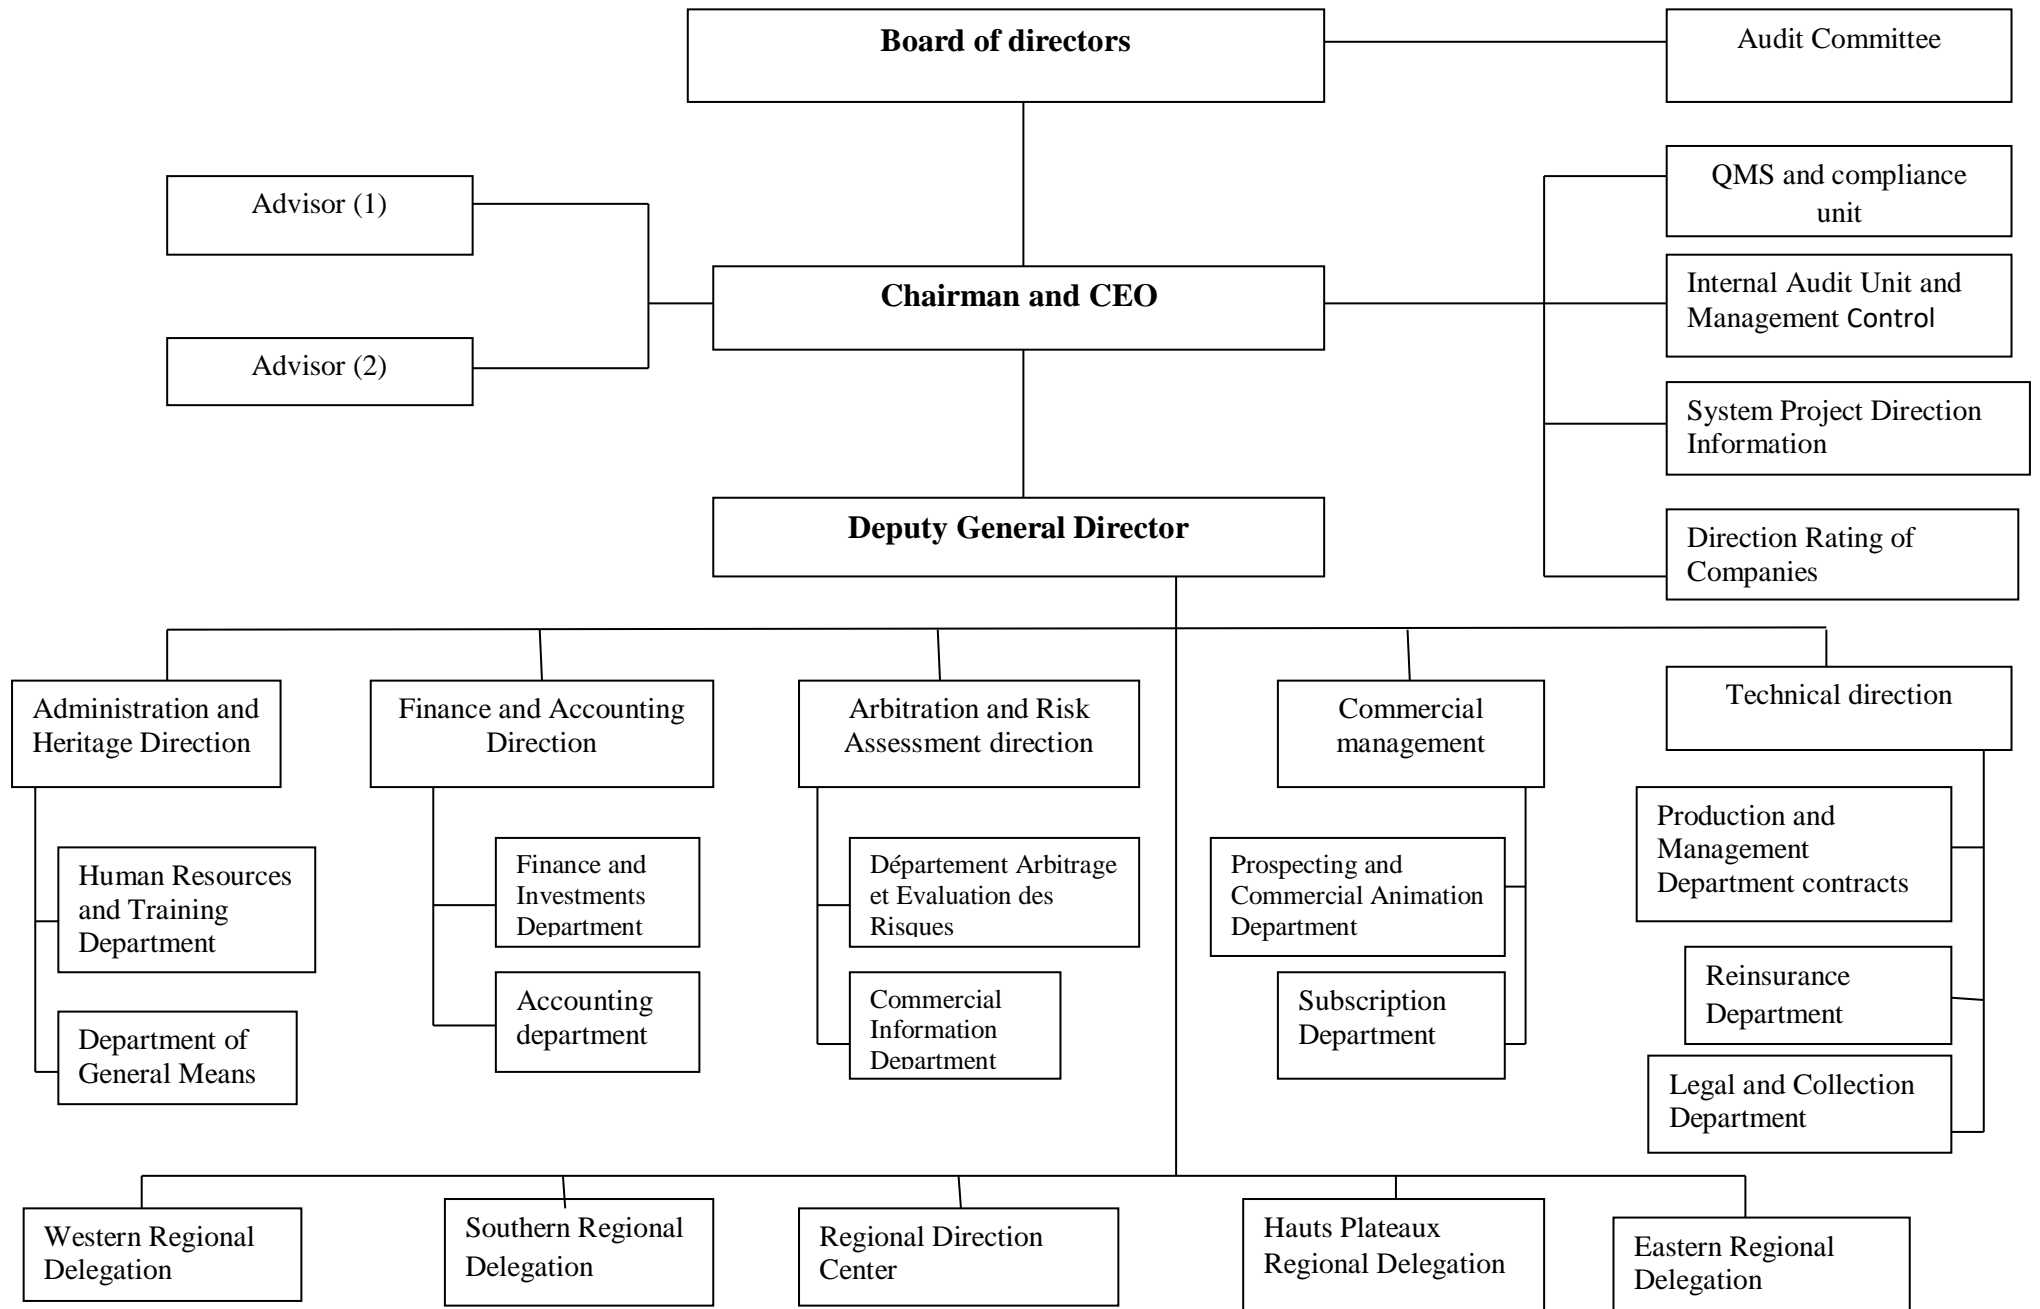 Board of directors
Audit Committee
QMS and compliance
unit
Advisor (1)
Chairman and CEO
Internal Audit Unit and
Management Control
Advisor (2)
System Project Direction
Information
Deputy General Director
Direction Rating of
Companies
Administration and
Heritage Direction
Finance and Accounting
Direction
Arbitration and Risk
Assessment direction
Commercial
management
Technical direction
Human Resources
and Training
Department
Finance and
Investments
Department
Département Arbitrage
et Evaluation des
Risques
Prospecting and
Commercial Animation
Department
Production and
Management
Department contracts
Department of
General Means
Accounting
department
Commercial
Information
Department
Subscription
Department
Reinsurance
Department
Legal and Collection
Department
Western Regional
Delegation
Southern Regional
Delegation
Regional Direction
Center
Hauts Plateaux
Regional Delegation
Eastern Regional
Delegation